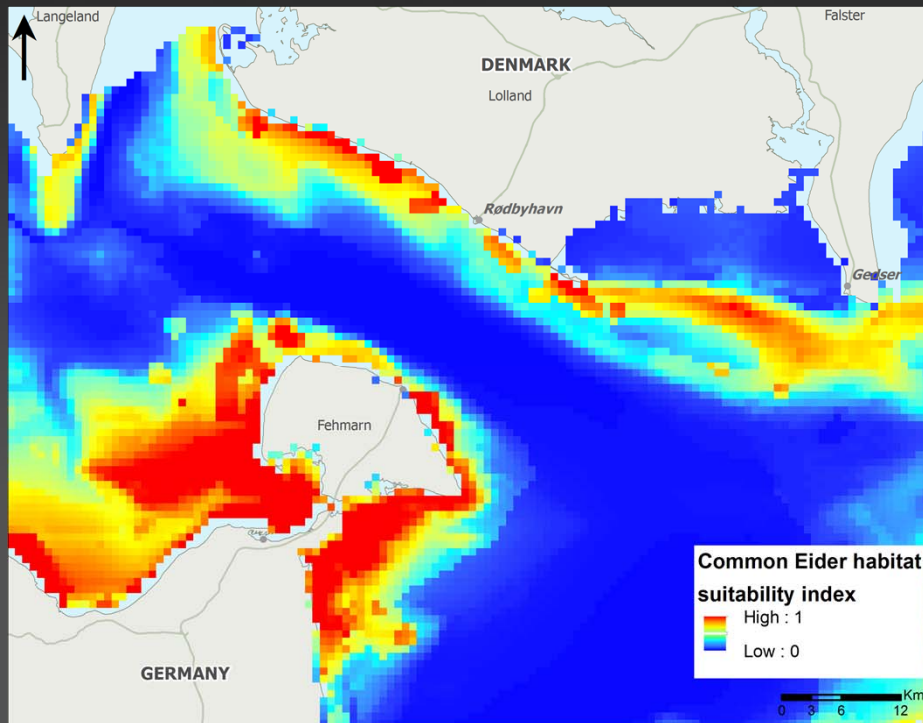 Langeland
Falster
DENMARK
Lolland
Rødbyhavn
Gedser
Fehmarn
GERMANY
Common Eider habitat
suitability index
High : 1
Low : 0
Km
0 3 6 12